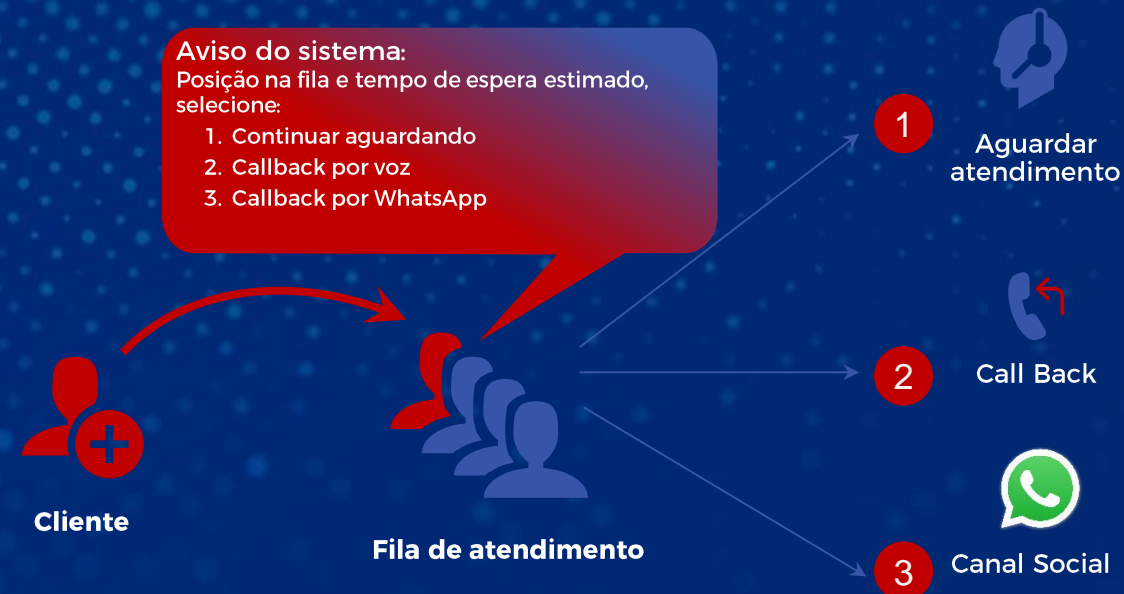 Aviso do sistema:
Posição na fila e tempo de espera estimado,
selecione:
1. Continuar aguardando
2. Callback por voz
3. Callback por WhatsApp
1
Aguardar
atendimento
2
Call Back
3
Canal Social
Cliente
Fila de atendimento